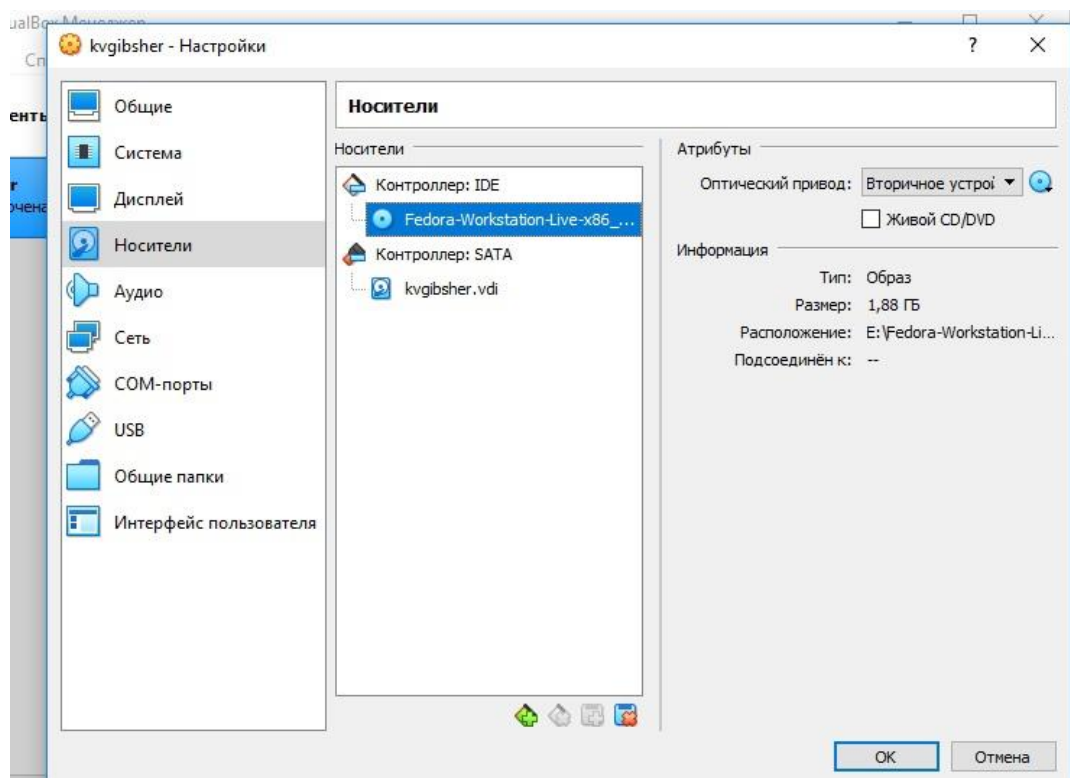 kvgibsher - Настройки
?
Общие
Система
Дисплей
Носители
Аудио
Сеть
COM-порты
USB
Общие папки
Интерфейс пользователя
Носители
Носители
Контроллер: IDE
Fedora-Workstation-Live-x86_...
Контроллер: SATA
kvgibsher.vdi
Атрибуты
Оптический привод: Вторичное устрой
Живой CD/DVD
Информация
Тип: Образ
Размер: 1,88 ГБ
Расположение: E:\Fedora-Workstation-Li...
Подсоединён к: --
OK
Отмена